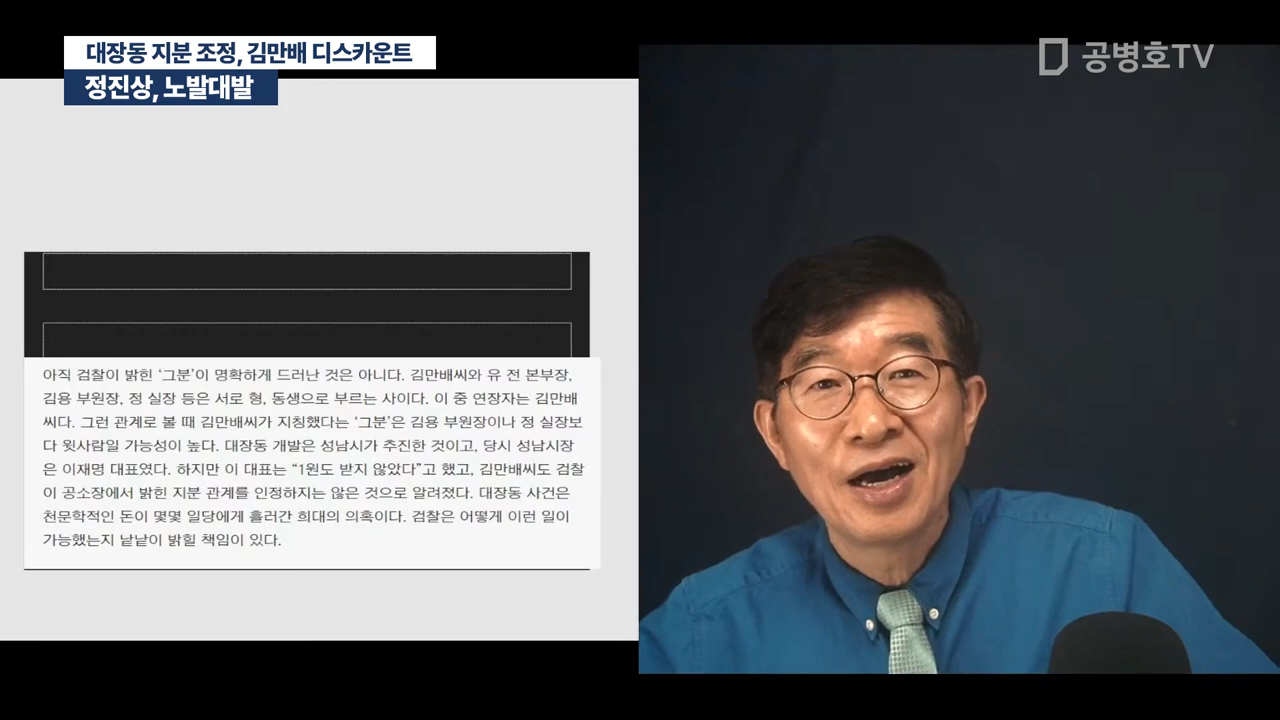 대장동 지분 조정, 김만배 디스카운트
정진상, 노발대발
공병호TV
아직 검찰이 밝힌 ‘그분’이 명확하게 드러난 것은 아니다. 김만배씨와 유 전 본부장,
김용 부원장, 정 실장 등은 서로 형, 동생으로 부르는 사이다. 이 중 연장자는 김만배
씨다. 그런 관계로 볼 때 김만배씨가 지칭했다는 ‘그분’은 김용 부원장이나 정 실장보
다 윗사람일 가능성이 높다. 대장동 개발은 성남시가 추진한 것이고, 당시 성남시장
은 이재명 대표였다. 하지만 이 대표는 “1원도 받지 않았다”고 했고, 김만배씨도 검찰
이 공소장에서 밝힌 지분 관계를 인정하지는 않은 것으로 알려졌다. 대장동 사건은
천문학적인 돈이 몇몇 일당에게 흘러간 희대의 의혹이다. 검찰은 어떻게 이런 일이
가능했는지 낱낱이 밝힐 책임이 있다.